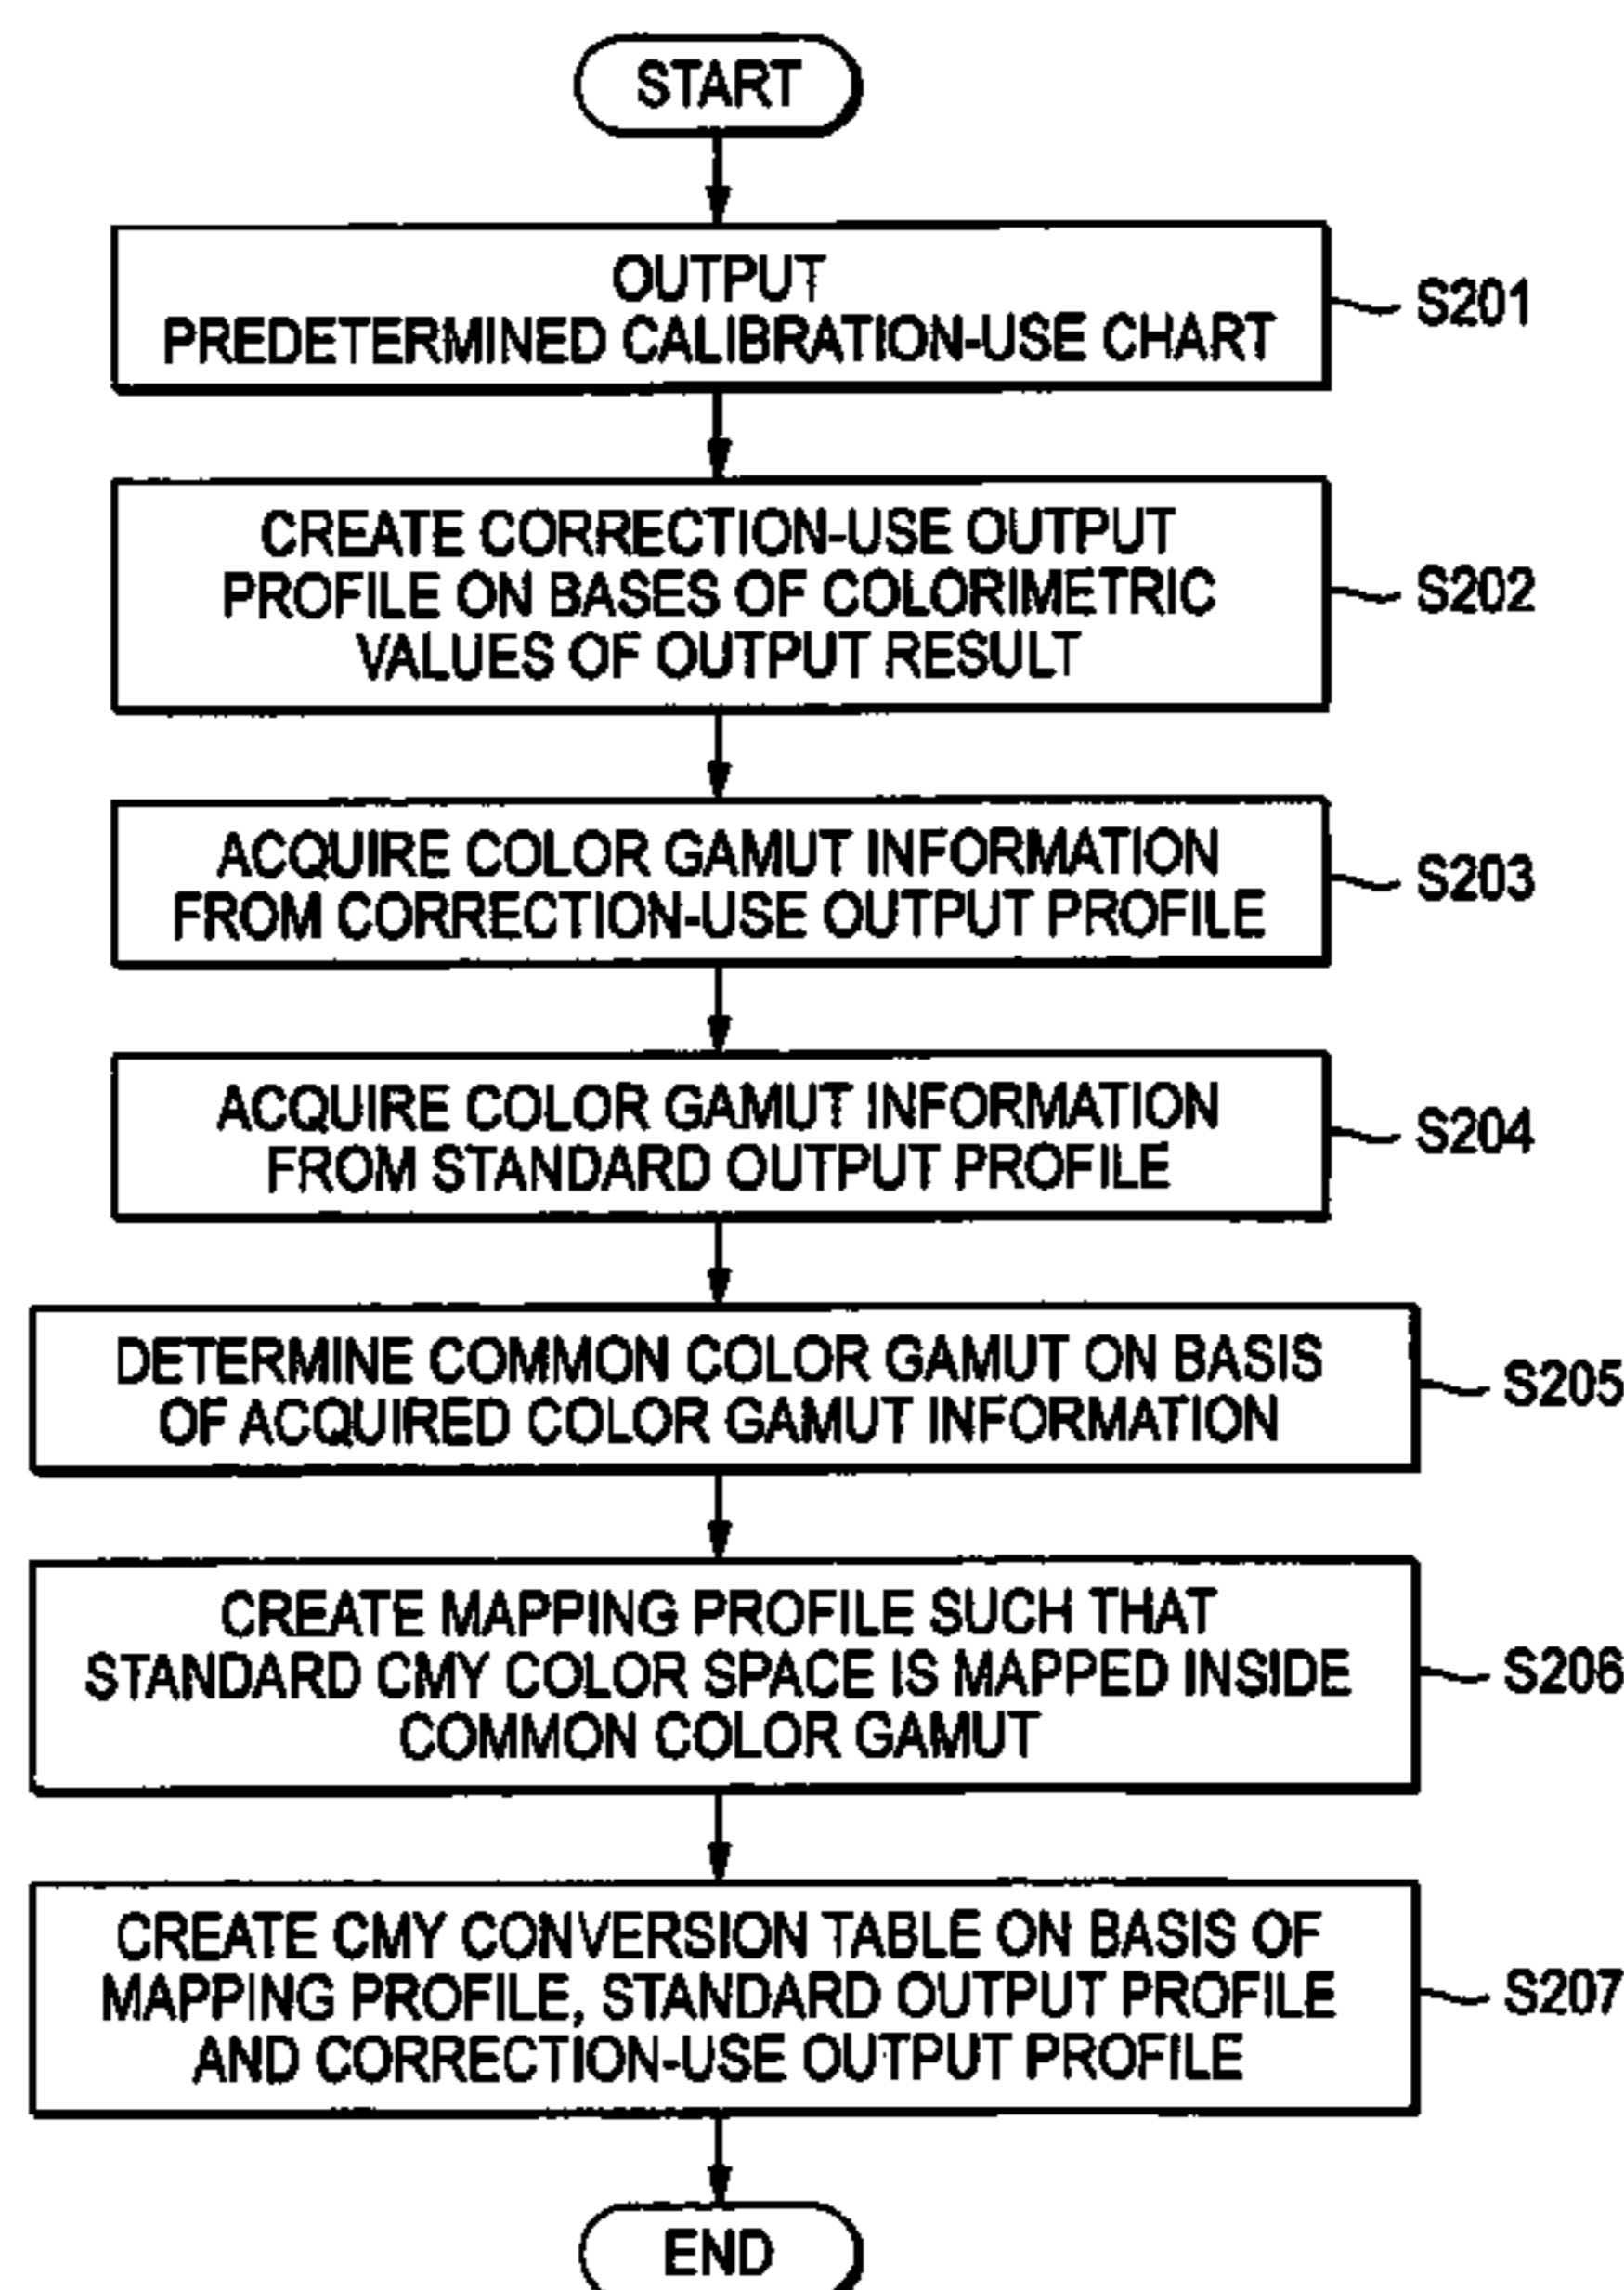 START
OUTPUT
PREDETERMINED CALIBRATION-USE CHART
S201
CREATE CORRECTION-USE OUTPUT
PROFILE ON BASES OF COLORIMETRIC
VALUES OF OUTPUT RESULT
S202
ACQUIRE COLOR GAMUT INFORMATION
FROM CORRECTION-USE OUTPUT PROFILE
S203
ACQUIRE COLOR GAMUT INFORMATION
FROM STANDARD OUTPUT PROFILE
S204
DETERMINE COMMON COLOR GAMUT ON BASIS
OF ACQUIRED COLOR GAMUT INFORMATION
S205
CREATE MAPPING PROFILE SUCH THAT
STANDARD CMY COLOR SPACE IS MAPPED INSIDE
COMMON COLOR GAMUT
S206
CREATE CMY CONVERSION TABLE ON BASIS OF
MAPPING PROFILE, STANDARD OUTPUT PROFILE
AND CORRECTION-USE OUTPUT PROFILE
S207
END